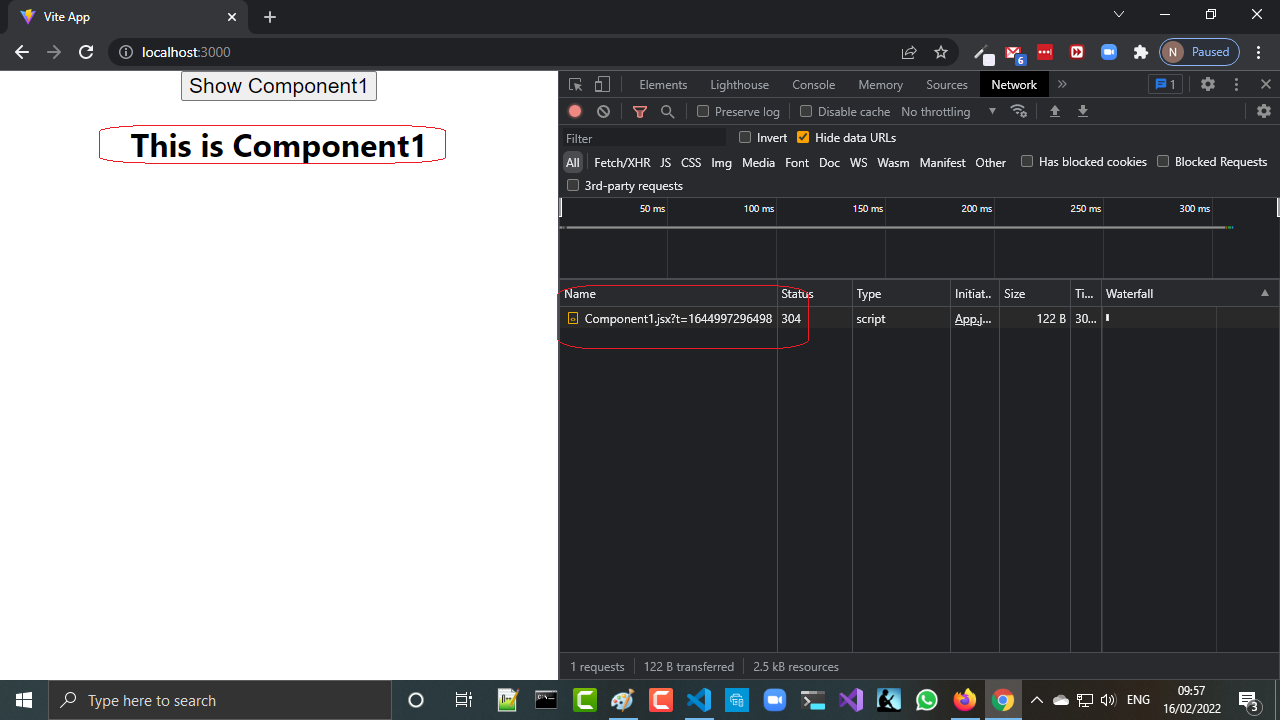 Vite App
localhost:3000
6
N Paused
Show Component1
This is Component1
Elements Lighthouse Console Memory Sources Network » 1
Preserve log Disable cache No throttling
Filter Invert Hide data URLs
All Fetch/XHR JS CSS Img Media Font Doc WS Wasm Manifest Other Has blocked cookies Blocked Requests
3rd-party requests
50 ms 100 ms 150 ms 200 ms 250 ms 300 ms
Name Status Type Initiat.. Size Ti... Waterfall
Component1.jsx?t=1644997296498 304 script App.j... 122 B 30...
1 requests 122 B transferred 2.5 kB resources
Type here to search
ENG
09:57
16/02/2022
3